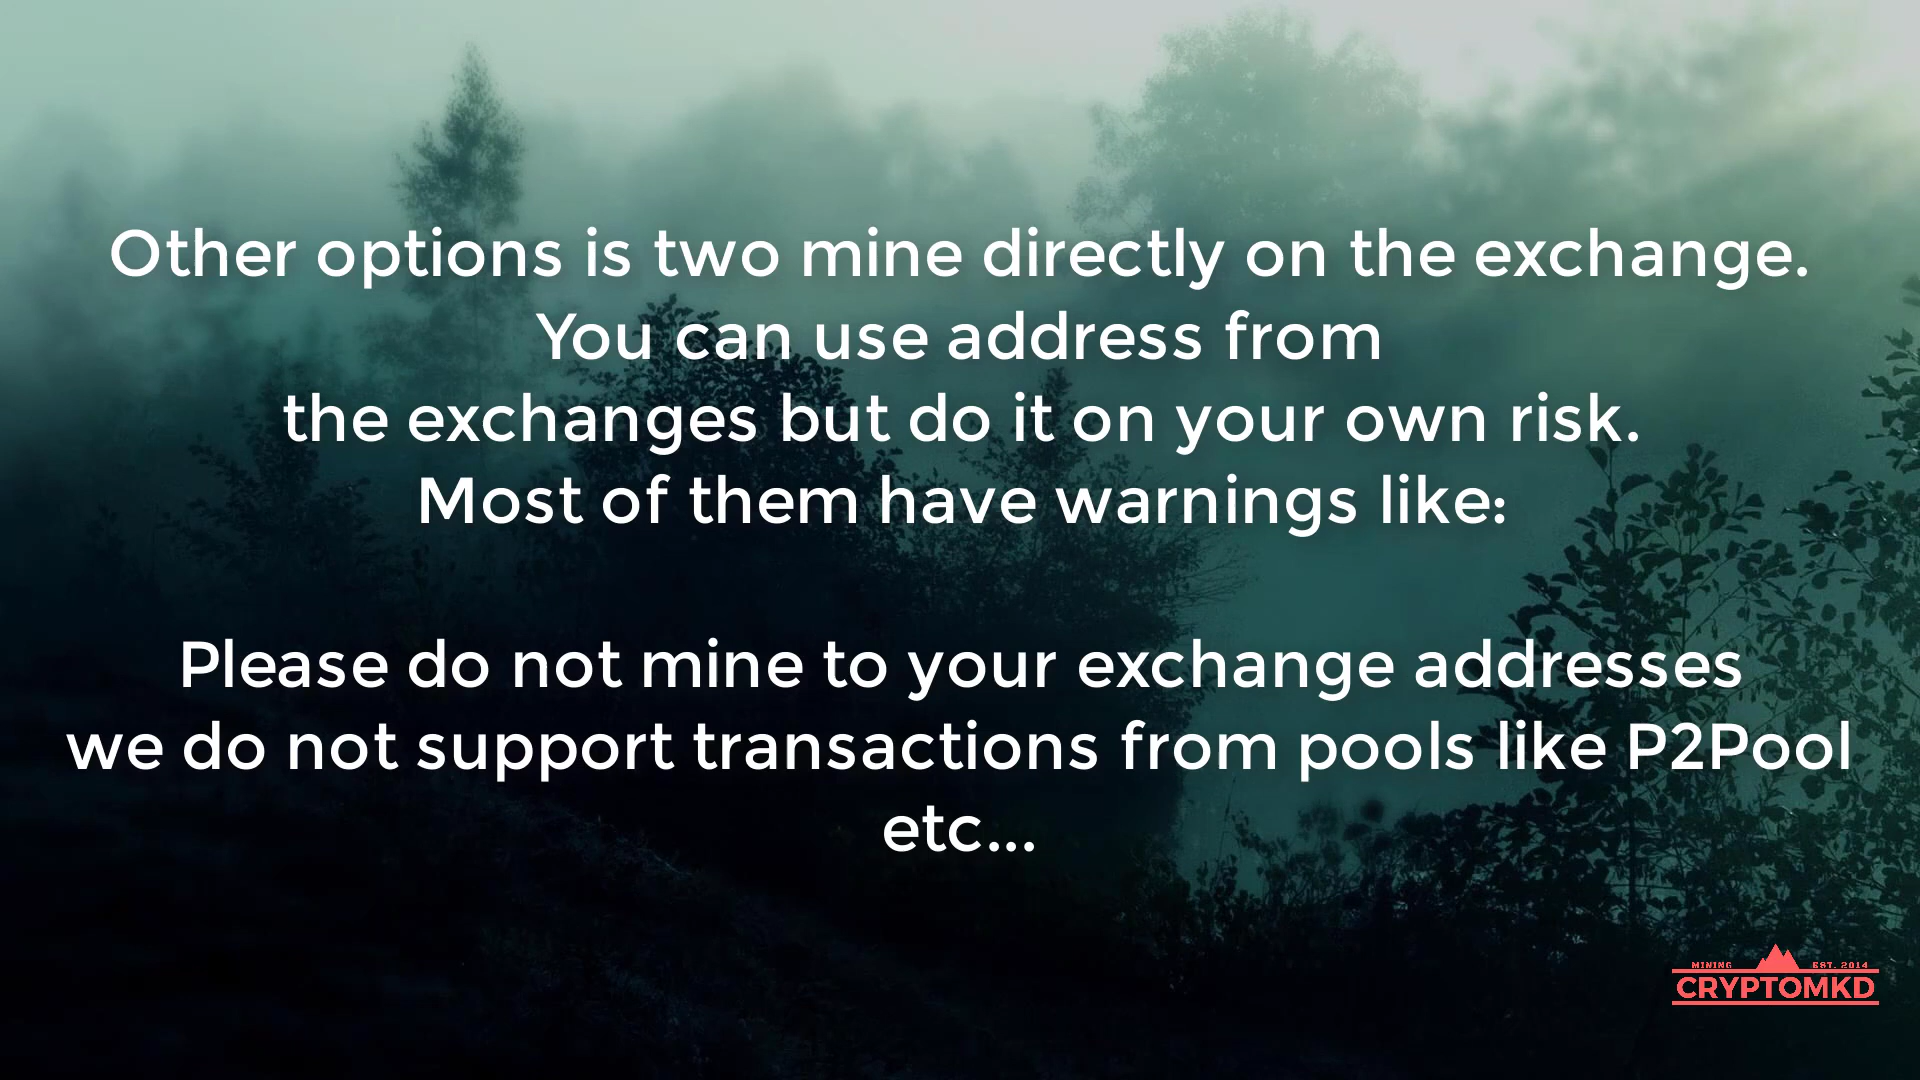 Other options is two mine directly on the exchange.
You can use address from
the exchanges but do it on your own risk.
Most of them have warnings like:
Please do not mine to your exchange addresses
we do not support transactions from pools like P2Pool
etc...
MINING EST. 2014
CRYPTOMKD